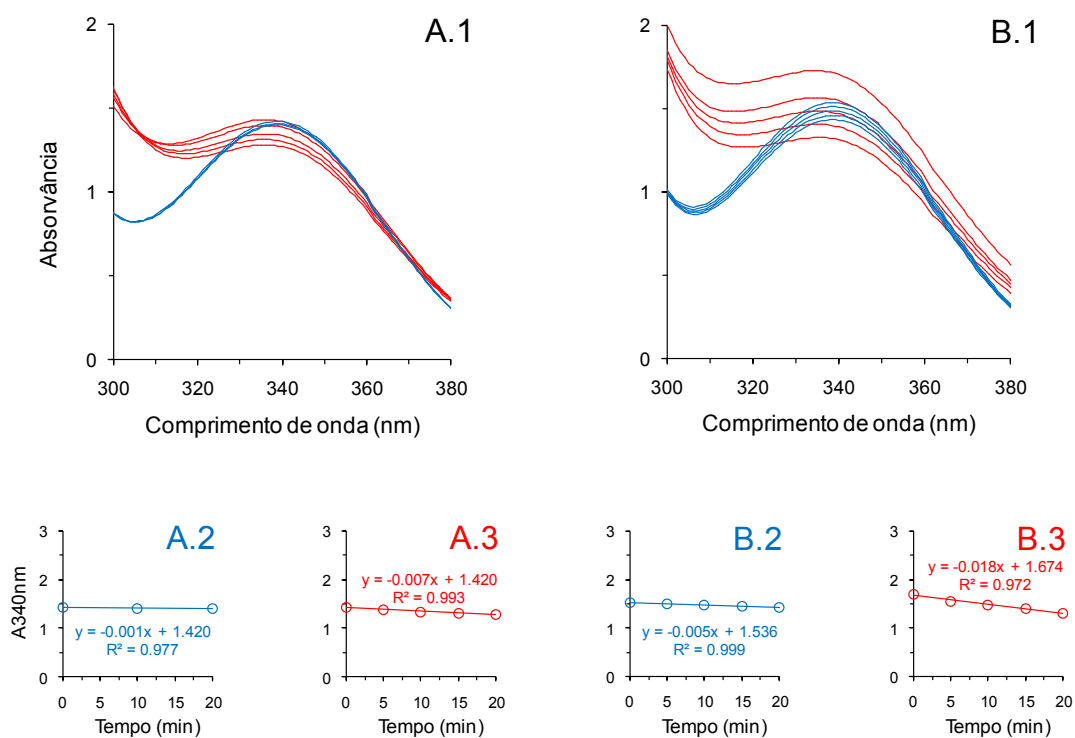 A.1
2
1
0
Absorvância
300 320 340 360 380
Comprimento de onda (nm)
B.1
2
1
0
300 320 340 360 380
Comprimento de onda (nm)
A.2
3
2
1
0
A340nm
y = -0.001x + 1.420
R² = 0.977
0 5 10 15 20
Tempo (min)
A.3
3
2
1
0
y = -0.007x + 1.420
R² = 0.993
0 5 10 15 20
Tempo (min)
B.2
3
2
1
0
y = -0.005x + 1.536
R² = 0.999
0 5 10 15 20
Tempo (min)
B.3
3
2
1
0
y = -0.018x + 1.674
R² = 0.972
0 5 10 15 20
Tempo (min)